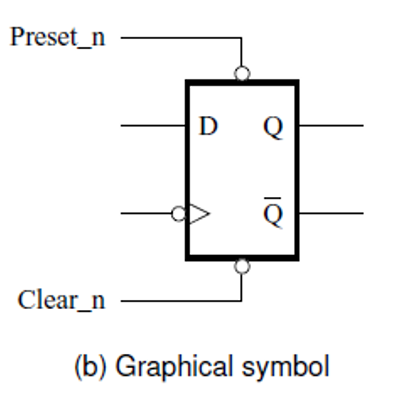 Preset_n
D Q
Q̅
Clear_n
(b) Graphical symbol